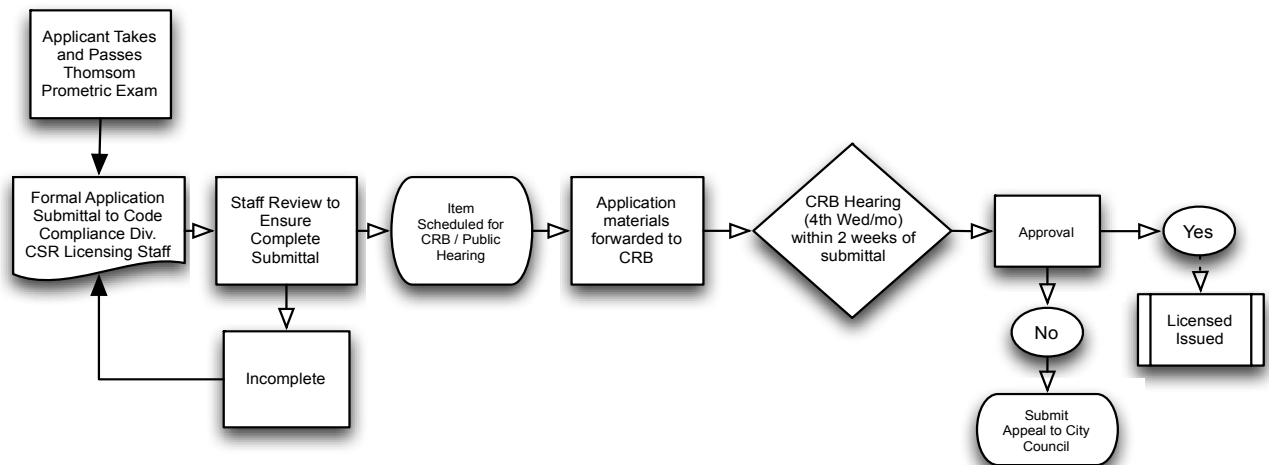 Applicant Takes
and Passes
Thomsom
Prometric Exam
Formal Application
Submittal to Code
Compliance Div.
CSR Licensing Staff
Staff Review to
Ensure
Complete
Submittal
Incomplete
Item
Scheduled for
CRB / Public
Hearing
Application
materials
forwarded to
CRB
CRB Hearing
(4th Wed/mo)
within 2 weeks of
submittal
Approval
Yes
Licensed
Issued
No
Submit
Appeal to City
Council